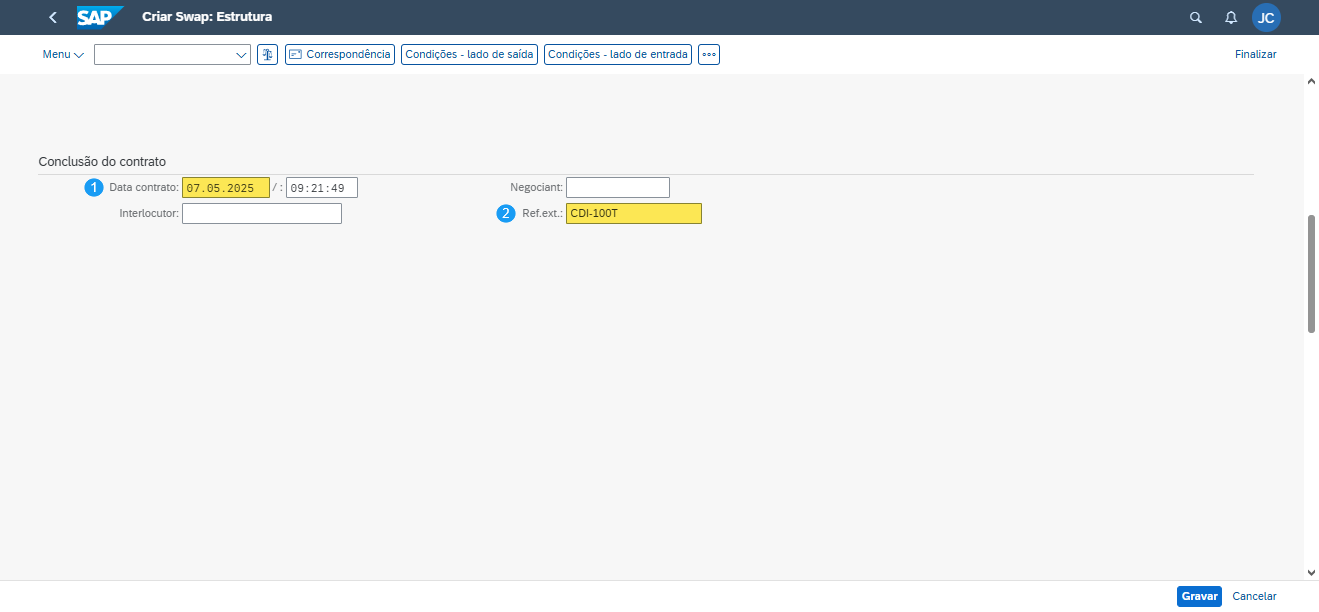 SAP Criar Swap: Estrutura JC
Menu Correspondência Condições - lado de saída Condições - lado de entrada Finalizar
Conclusão do contrato
1 Data contrato: 07.05.2025 / : 09:21:49 Negociant:
Interlocutor: 2 Ref.ext.: CDI-100T
Gravar Cancelar